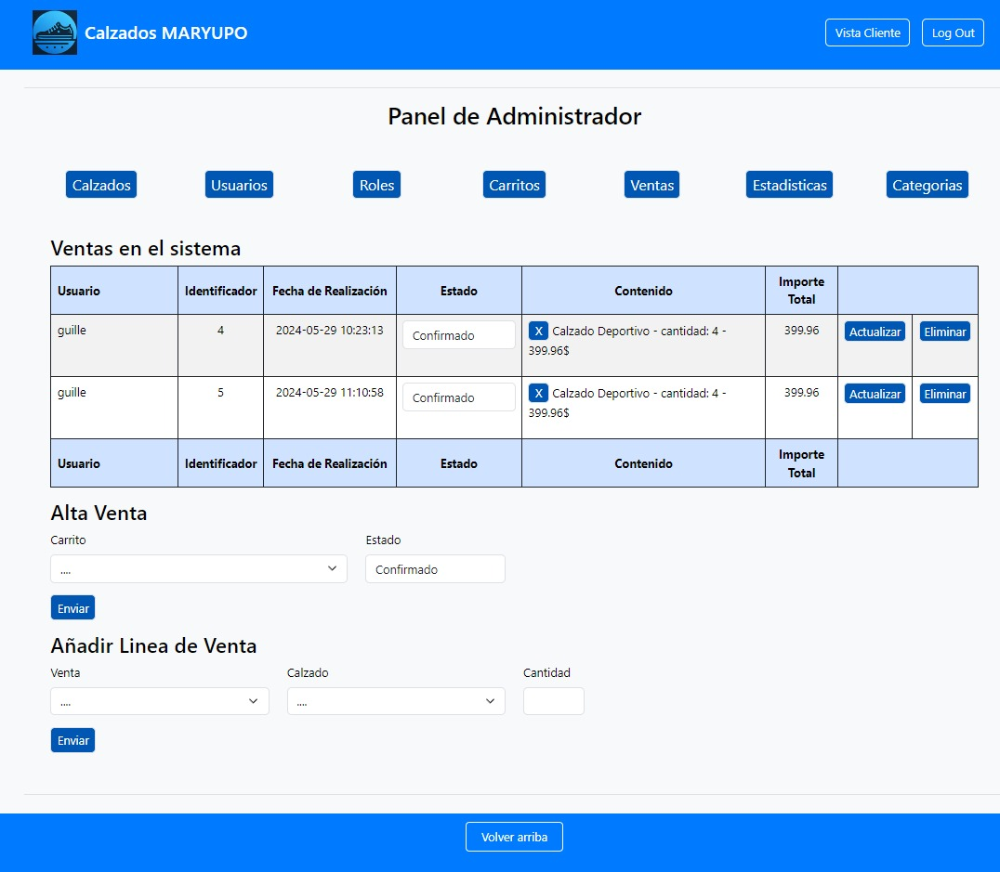 Calzados MARYUPO
Vista Cliente
Log Out
Panel de Administrador
Calzados
Usuarios
Roles
Carritos
Ventas
Estadisticas
Categorias
Ventas en el sistema
Usuario
Identificador
Fecha de Realización
Estado
Contenido
Importe
Total
guille
4
2024-05-29 10:23:13
Confirmado
X Calzado Deportivo - cantidad: 4 -
399.96$
399.96
Actualizar
Eliminar
guille
5
2024-05-29 11:10:58
Confirmado
X Calzado Deportivo - cantidad: 4 -
399.96$
399.96
Actualizar
Eliminar
Usuario
Identificador
Fecha de Realización
Estado
Contenido
Importe
Total
Alta Venta
Carrito
Estado
....
Confirmado
Enviar
Añadir Linea de Venta
Venta
Calzado
Cantidad
....
....
Enviar
Volver arriba